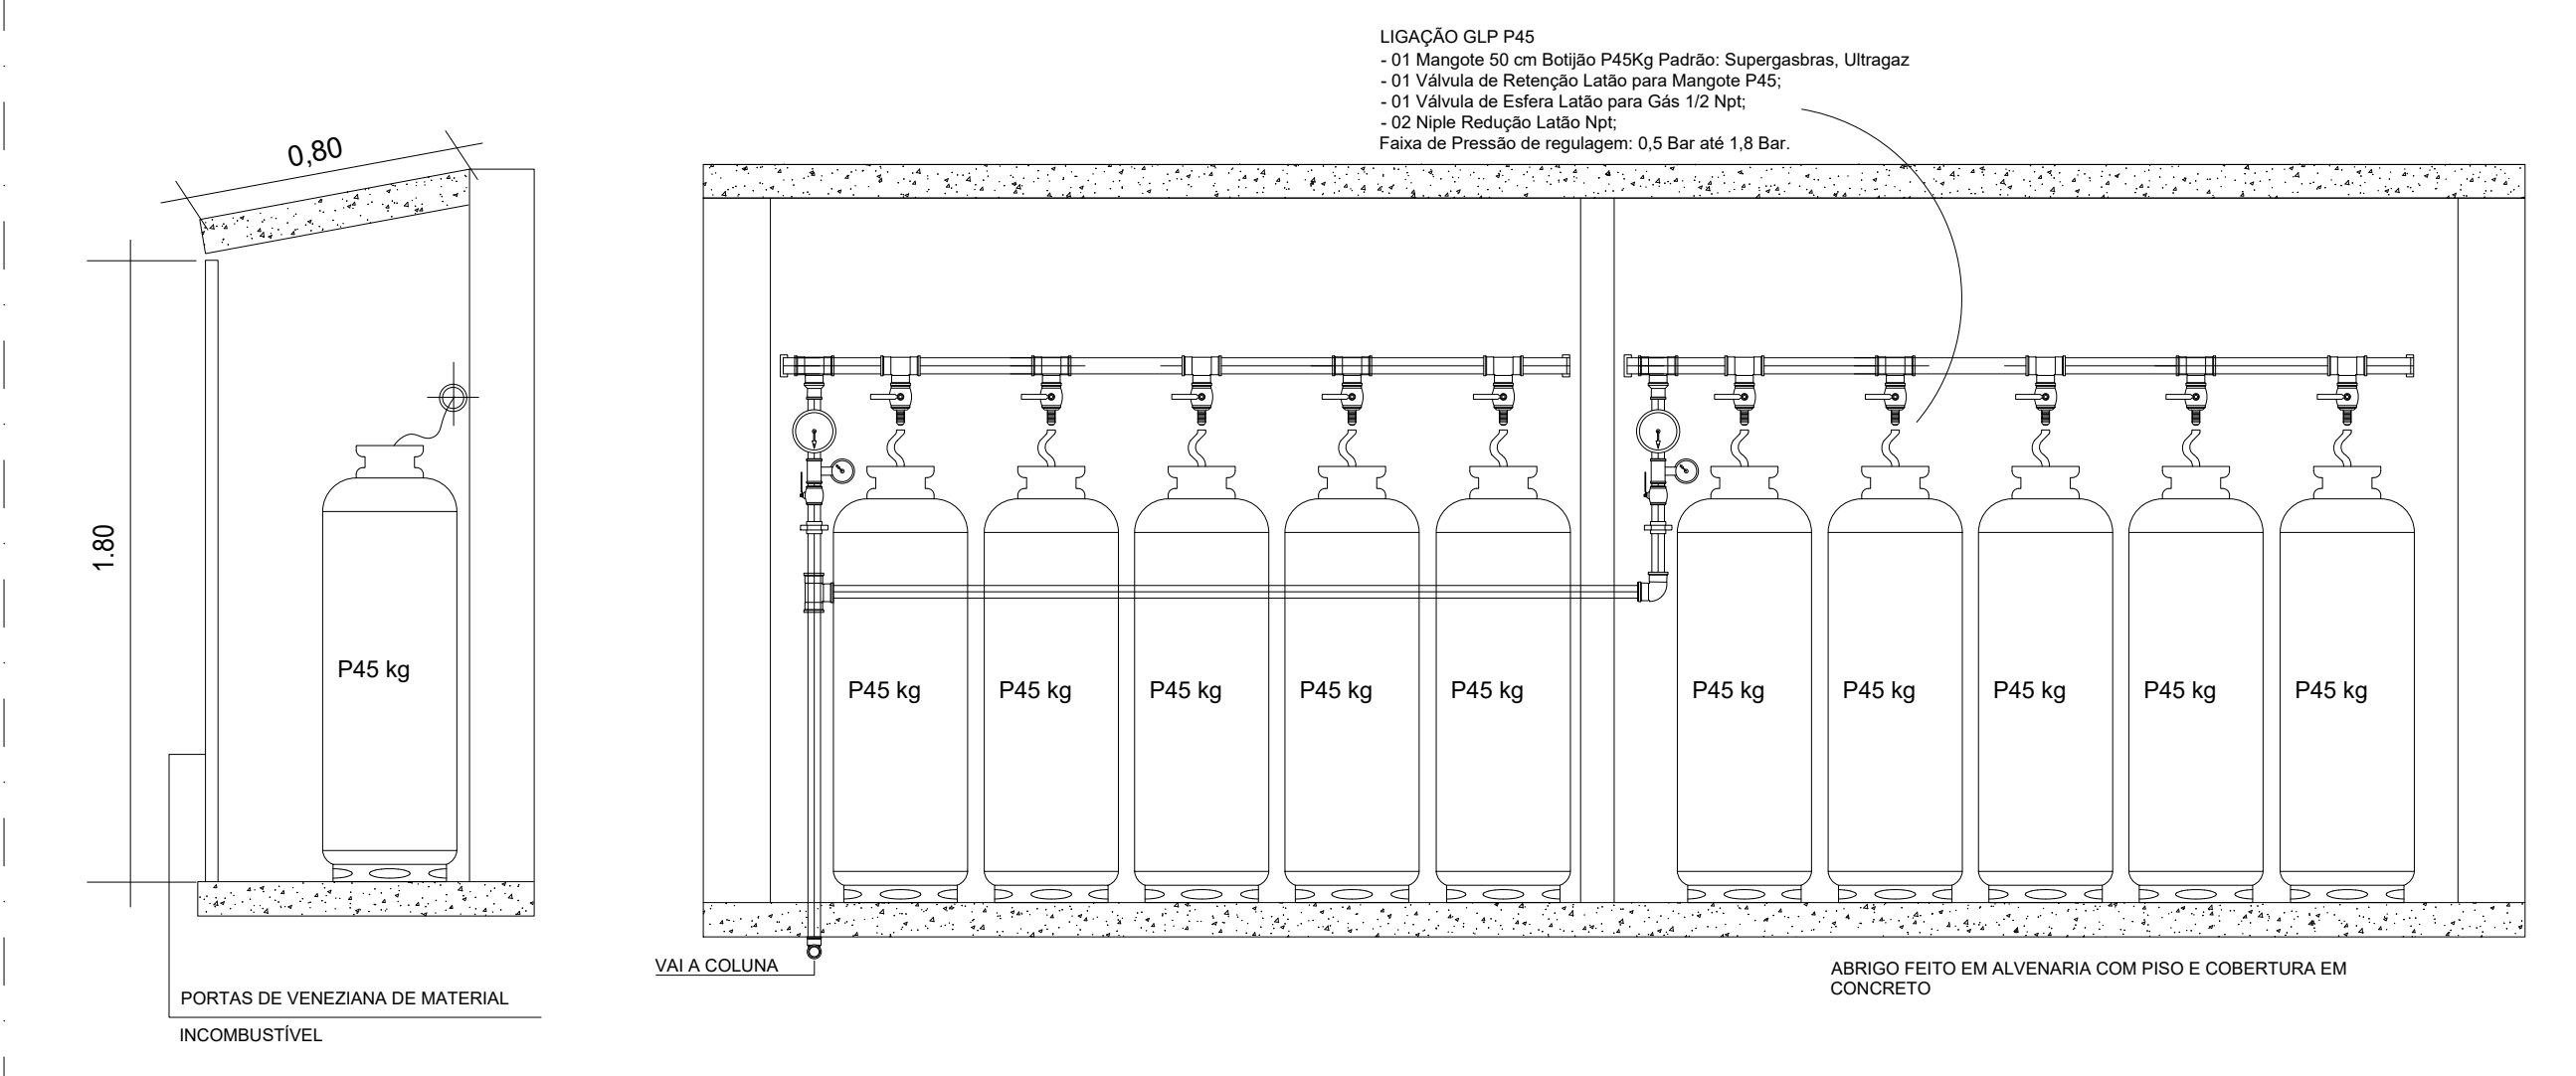 LIGAÇÃO GLP P45
- 01 Mangote 50 cm Botijão P45Kg Padrão: Supergasbras, Ultragaz
- 01 Válvula de Retenção Latão para Mangote P45;
- 01 Válvula de Esfera Latão para Gás 1/2 Npt;
- 02 Niple Redução Latão Npt;
Faixa de Pressão de regulagem: 0,5 Bar até 1,8 Bar.
0,80
1.80
P45 kg
P45 kg
P45 kg
P45 kg
P45 kg
P45 kg
P45 kg
P45 kg
P45 kg
P45 kg
P45 kg
VAI A COLUNA
PORTAS DE VENEZIANA DE MATERIAL
INCOMBUSTÍVEL
ABRIGO FEITO EM ALVENARIA COM PISO E COBERTURA EM
CONCRETO